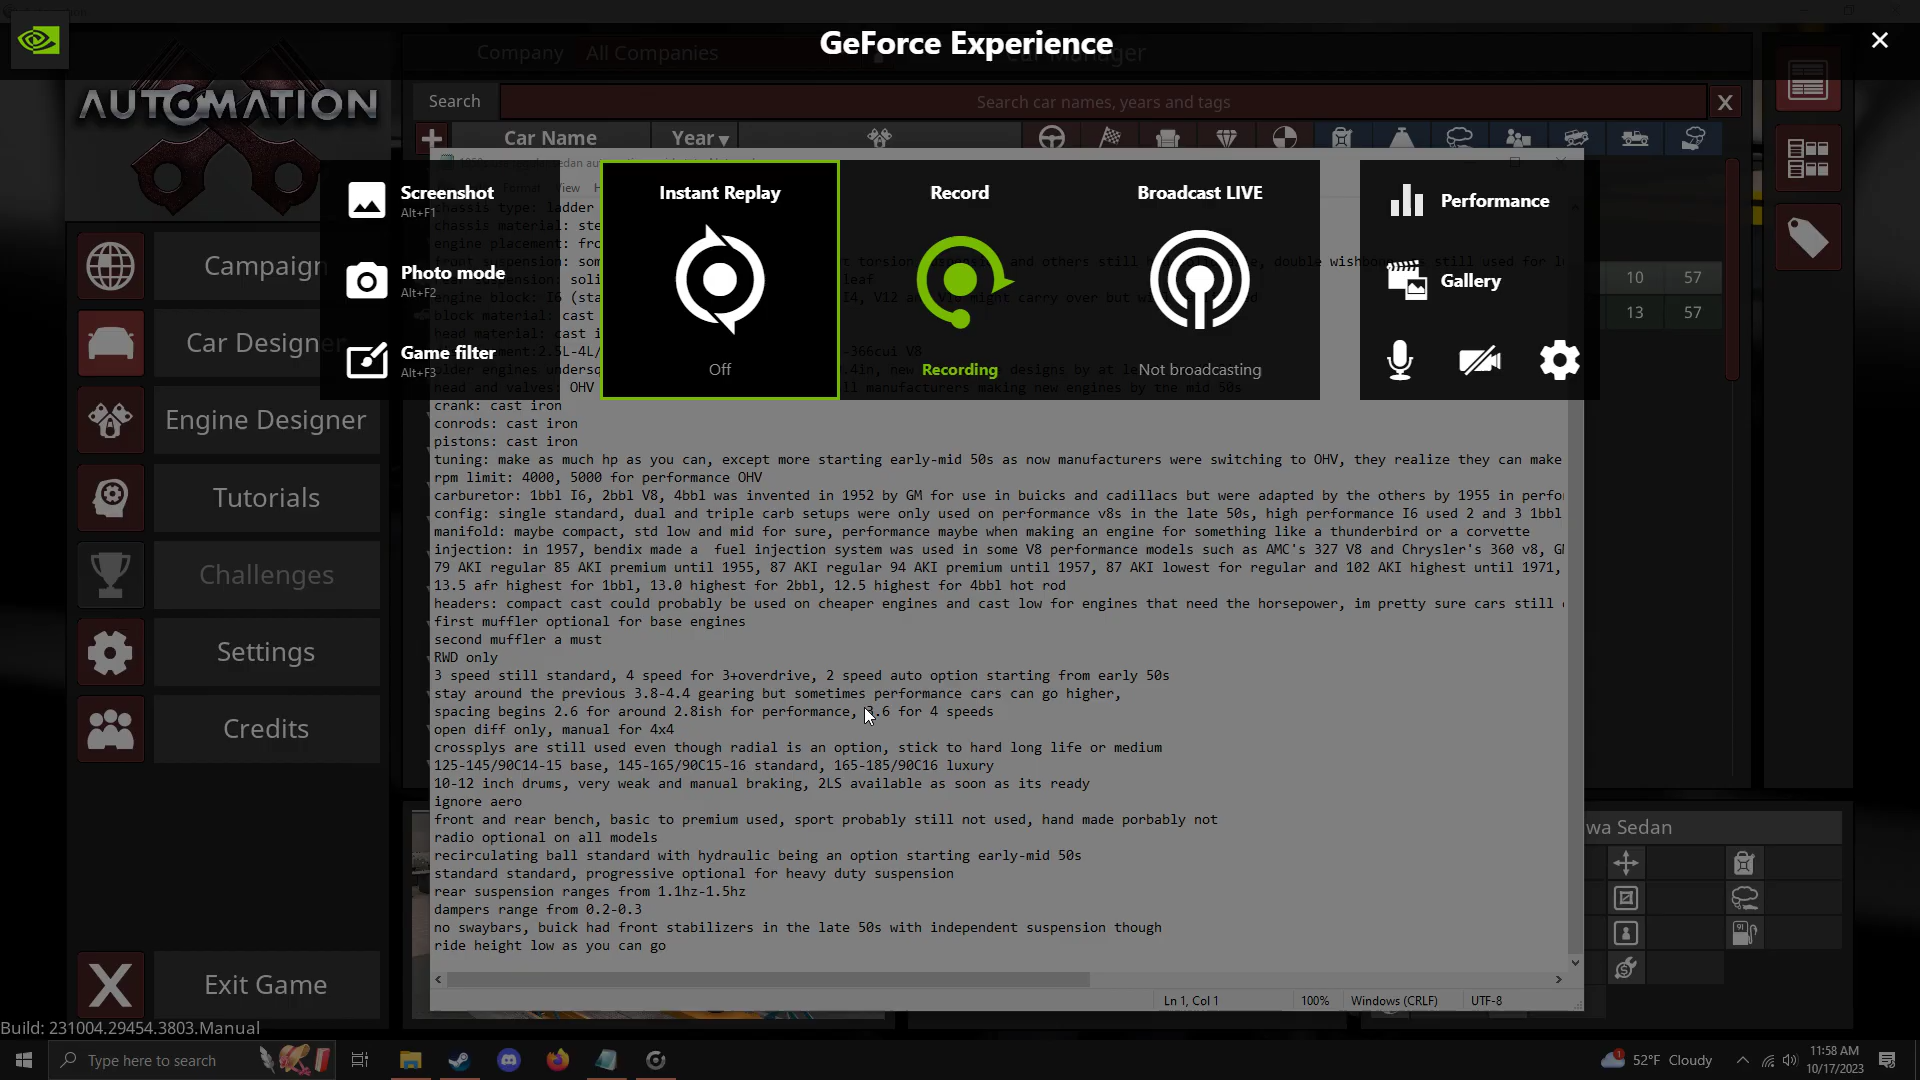 GeForce Experience
Company All Companies
AUTOMATION
Search
Search car names, years and tags
X
Car Name
Year
View
Screenshot
Alt+F1
Photo mode
Alt+F2
Game filter
Alt+F3
Instant Replay
Off
Record
Recording
Broadcast LIVE
Not broadcasting
Performance
Gallery
10 57
13 57
Campaign
Car Designer
Engine Designer
Tutorials
Challenges
Settings
Credits
Exit Game
chassis type: ladder
crank: cast iron
conrods: cast iron
pistons: cast iron
tuning: make as much hp as you can, except more starting early-mid 50s as now manufacturers were switching to OHV, they realize they can make
rpm limit: 4000, 5000 for performance OHV
carburetor: 1bbl I6, 2bbl V8, 4bbl was invented in 1952 by GM for use in buicks and cadillacs but were adapted by the others by 1955 in perfo
config: single standard, dual and triple carb setups were only used on performance v8s in the late 50s, high performance I6 used 2 and 3 1bbl
manifold: maybe compact, std low and mid for sure, performance maybe when making an engine for something like a thunderbird or a corvette
injection: in 1957, bendix made a  fuel injection system was used in some V8 performance models such as AMC's 327 V8 and Chrysler's 360 v8, GM
79 AKI regular 85 AKI premium until 1955, 87 AKI regular 94 AKI premium until 1957, 87 AKI lowest for regular and 102 AKI highest until 1971,
13.5 afr highest for 1bbl, 13.0 highest for 2bbl, 12.5 highest for 4bbl hot rod
headers: compact cast could probably be used on cheaper engines and cast low for engines that need the horsepower, im pretty sure cars still
first muffler optional for base engines
second muffler a must
RWD only
3 speed still standard, 4 speed for 3+overdrive, 2 speed auto option starting from early 50s
stay around the previous 3.8-4.4 gearing but sometimes performance cars can go higher,
spacing begins 2.6 for around 2.8ish for performance, .6 for 4 speeds
open diff only, manual for 4x4
crossplys are still used even though radial is an option, stick to hard long life or medium
125-145/90C14-15 base, 145-165/90C15-16 standard, 165-185/90C16 luxury
10-12 inch drums, very weak and manual braking, 2LS available as soon as its ready
ignore aero
front and rear bench, basic to premium used, sport probably still not used, hand made porbably not
radio optional on all models
recirculating ball standard with hydraulic being an option starting early-mid 50s
standard standard, progressive optional for heavy duty suspension
rear suspension ranges from 1.1hz-1.5hz
dampers range from 0.2-0.3
no swaybars, buick had front stabilizers in the late 50s with independent suspension though
ride height low as you can go
wa Sedan
Ln 1, Col 1
100%
Windows (CRLF)
UTF-8
Build: 231004.29454.3803.Manual
Type here to search
52°F Cloudy
11:58 AM
10/17/2023